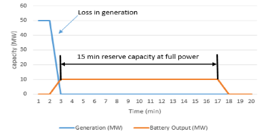 60
Loss in generation
50
40
15 min reserve capacity at full power
30
20
10
0
capacity (MW)
1 2 3 4 5 6 7 8 9 10 11 12 13 14 15 16 17 18 19 20
Time (min)
Generation (MW)
Battery Output (MW)